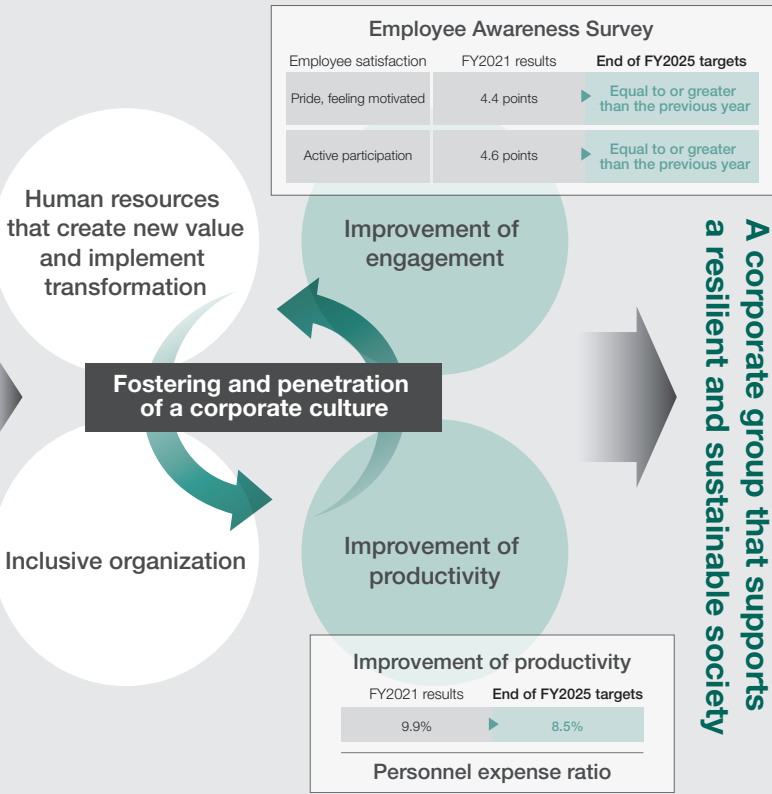 Employee Awareness Survey
Employee satisfaction FY2021 results End of FY2025 targets
Pride, feeling motivated 4.4 points Equal to or greater
than the previous year
Active participation 4.6 points Equal to or greater
than the previous year
Human resources
that create new value
and implement
transformation
Improvement of
engagement
Fostering and penetration
of a corporate culture
Inclusive organization
Improvement of
productivity
Improvement of productivity
FY2021 results End of FY2025 targets
9.9% 8.5%
Personnel expense ratio
A corporate group that supports
a resilient and sustainable society